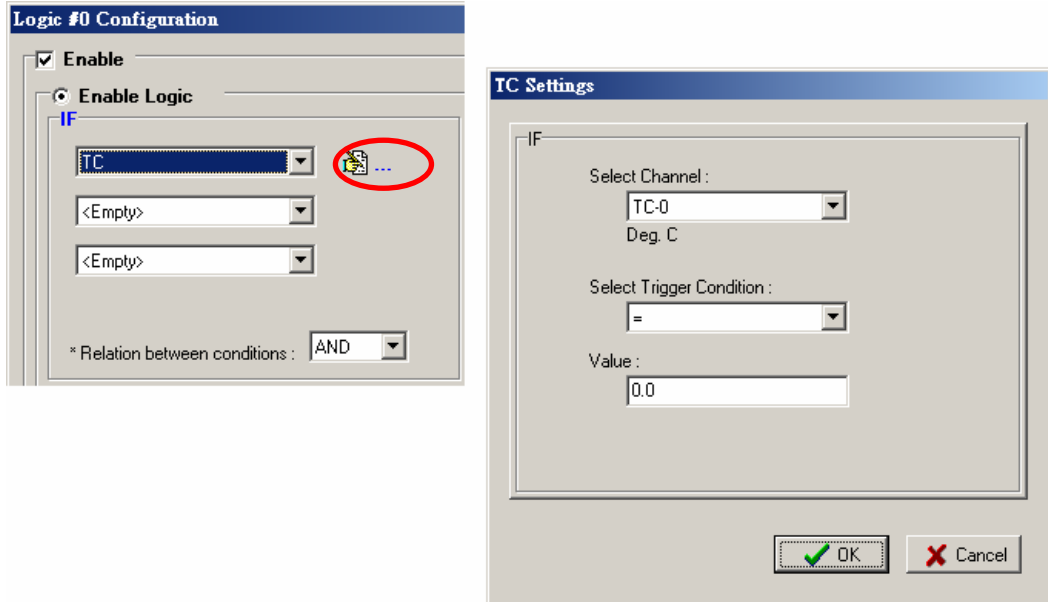 Logic #0 Configuration
Enable
Enable Logic
IF
TC
...
<Empty>
<Empty>
* Relation between conditions : AND
TC Settings
IF
Select Channel :
TC-0
Deg. C
Select Trigger Condition :
=
Value :
0.0
OK Cancel